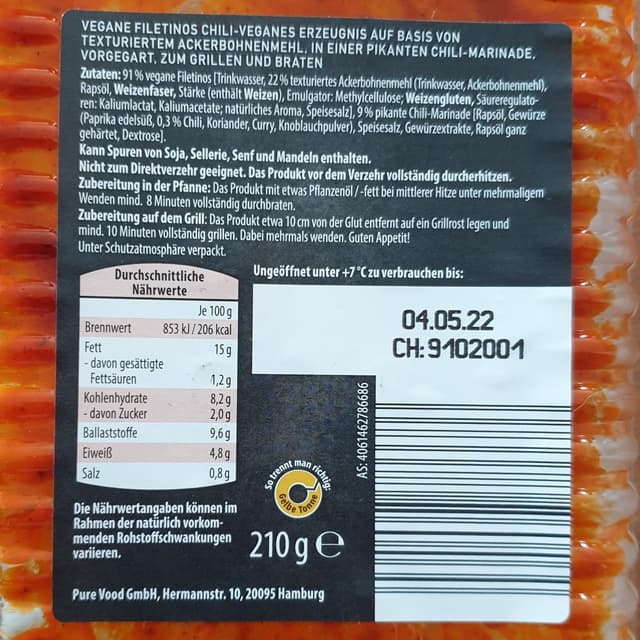 VEGANE FILETINOS CHILI-VEGANES ERZEUGNIS AUF BASIS VON
TEXTURIERTEM ACKERBOHNENMEHL, IN EINER PIKANTEN CHILI-MARINADE,
VORGEGART, ZUM GRILLEN UND BRATEN
Zutaten: 91 % vegane Filetinos [Trinkwasser, 22 % texturiertes Ackerbohnenmehl (Trinkwasser, Ackerbohnenmehl),
Rapsöl, Weizenfaser, Stärke (enthält Weizen), Emulgator: Methylcellulose; Weizengluten, Säureregulato-
ren: Kaliumlactat, Kaliumacetate; natürliches Aroma, Speisesalz], 9 % pikante Chili-Marinade [Rapsöl, Gewürze
(Paprika edelsüß, 0,3 % Chili, Koriander, Curry, Knoblauchpulver), Speisesalz, Gewürzextrakte, Rapsöl ganz
gehärtet, Dextrose].
Kann Spuren von Soja, Sellerie, Senf und Mandeln enthalten.
Nicht zum Direktverzehr geeignet. Das Produkt vor dem Verzehr vollständig durcherhitzen.
Zubereitung in der Pfanne: Das Produkt mit etwas Pflanzenöl / -fett bei mittlerer Hitze unter mehrmaligem
Wenden mind. 8 Minuten vollständig durchbraten.
Zubereitung auf dem Grill: Das Produkt etwa 10 cm von der Glut entfernt auf ein Grillrost legen und
mind. 10 Minuten vollständig grillen. Dabei mehrmals wenden. Guten Appetit!
Unter Schutzatmosphäre verpackt.
Durchschnittliche
Nährwerte
Je 100 g
Brennwert 853 kJ / 206 kcal
Fett 15 g
- davon gesättigte
Fettsäuren 1,2 g
Kohlenhydrate 8,2 g
- davon Zucker 2,0 g
Ballaststoffe 9,6 g
Eiweiß 4,8 g
Salz 0,8 g
Die Nährwertangaben können im
Rahmen der natürlich vorkom-
menden Rohstoffschwankungen
variieren.
Ungeöffnet unter +7 °C zu verbrauchen bis:
04.05.22
CH: 9102001
AS: 4061462786686
So trennt man richtig:
Gelbe Tonne
210 g e
Pure Vood GmbH, Hermannstr. 10, 20095 Hamburg